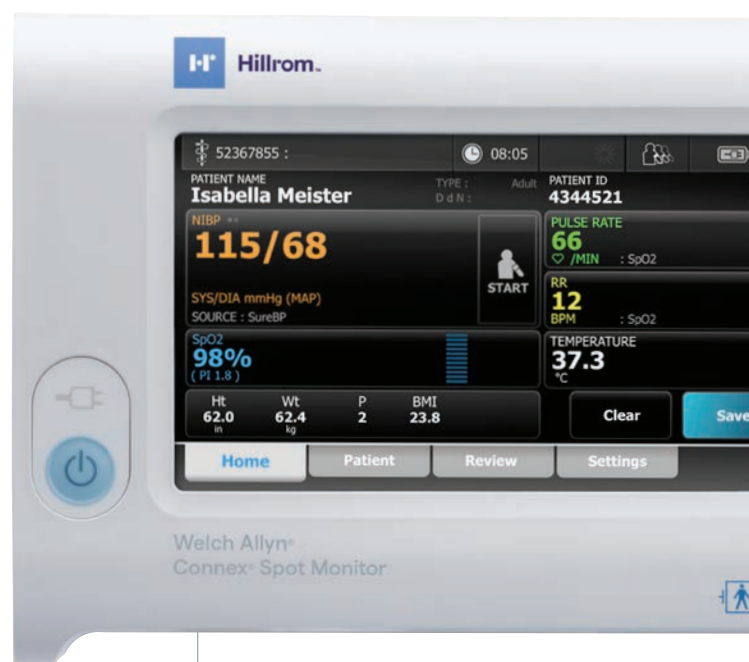 Hillrom™
52367855 :
08:05
PATIENT NAME
Isabella Meister
TYPE : Adult
D d N :
PATIENT ID
4344521
NIBP
115/68
SYS/DIA mmHg (MAP)
SOURCE : SureBP
START
PULSE RATE
66
/MIN : SpO2
RR
12
BPM : SpO2
SpO2
98%
( PI 1.8 )
TEMPERATURE
37.3
°C
Ht Wt P BMI
62.0 62.4 2 23.8
in kg
Clear
Save
Home Patient Review Settings
Welch Allyn®
Connex® Spot Monitor